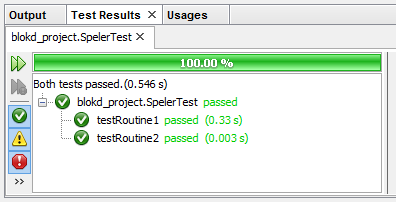 Output Test Results Usages
blokd_project.SpelerTest
100.00 %
Both tests passed.(0.546 s)
blokd_project.SpelerTest passed
testRoutine1 passed (0.33 s)
testRoutine2 passed (0.003 s)
>>